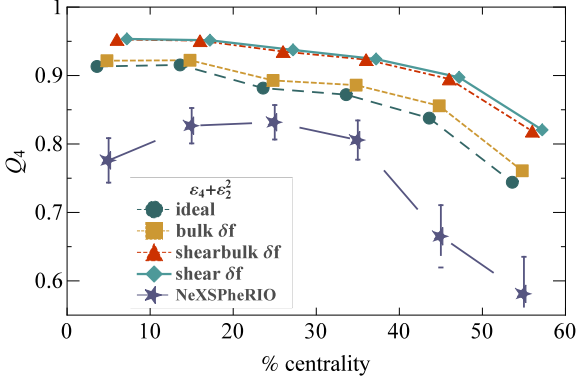 1
0.9
0.8
0.7
0.6
Q₄
ε₄+ε₂²
ideal
bulk δf
shearbulk δf
shear δf
NeXSPheRIO
0 10 20 30 40 50 60
% centrality